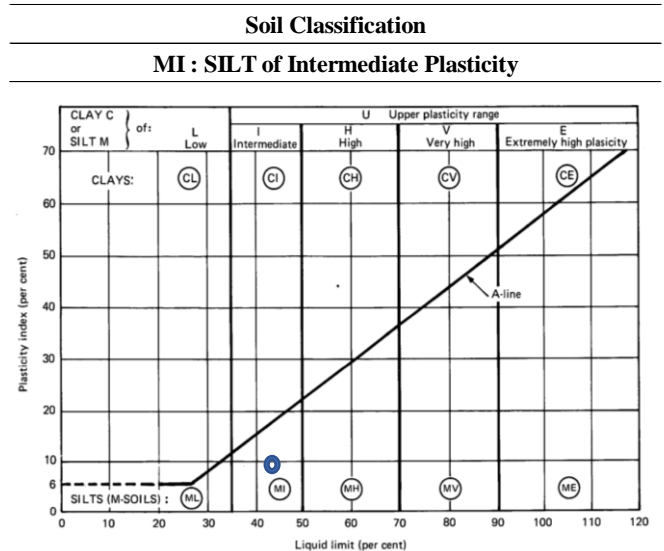 Soil Classification
MI : SILT of Intermediate Plasticity
CLAY C
or
SILT M
of:
L
Low
U Upper plasticity range
I
Intermediate
H
High
V
Very high
E
Extremely high plasicity
CLAYS:
CL
CI
CH
CV
CE
A-line
SILTS (M-SOILS) :
ML
MI
MH
MV
ME
Plasticity index (per cent)
70
60
50
40
30
20
10
6
0
0 10 20 30 40 50 60 70 80 90 100 110 120
Liquid limit (per cent)